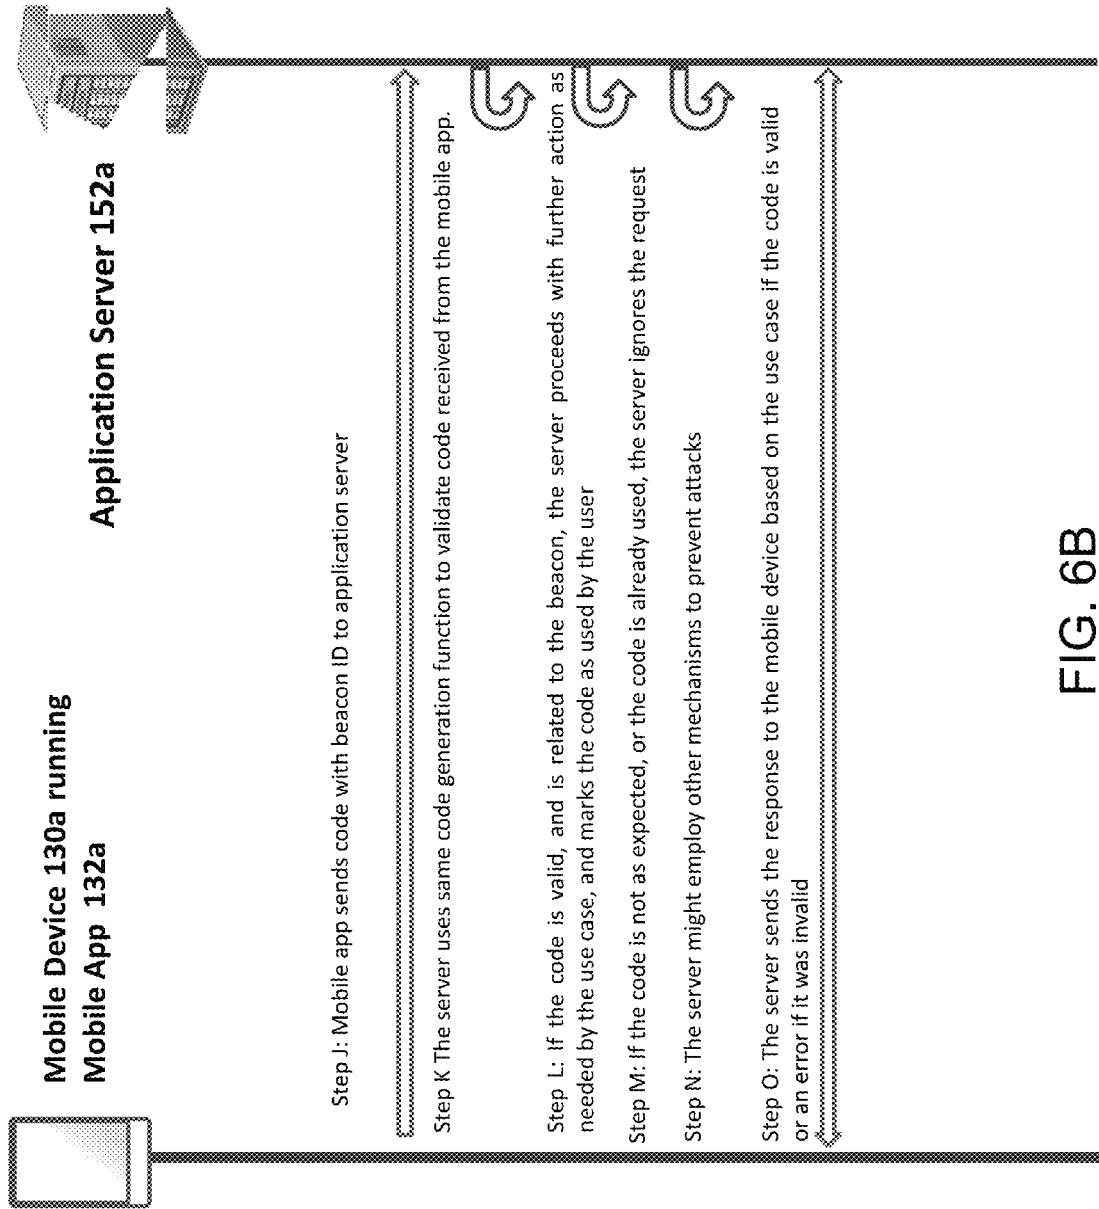 Mobile Device 130a running
Mobile App 132a
Application Server 152a
Step J: Mobile app sends code with beacon ID to application server
Step K The server uses same code generation function to validate code received from the mobile app.
Step L: If the code is valid, and is related to the beacon, the server proceeds with further action as
needed by the use case, and marks the code as used by the user
Step M: If the code is not as expected, or the code is already used, the server ignores the request
Step N: The server might employ other mechanisms to prevent attacks
Step O: The server sends the response to the mobile device based on the use case if the code is valid
or an error if it was invalid
FIG. 6B